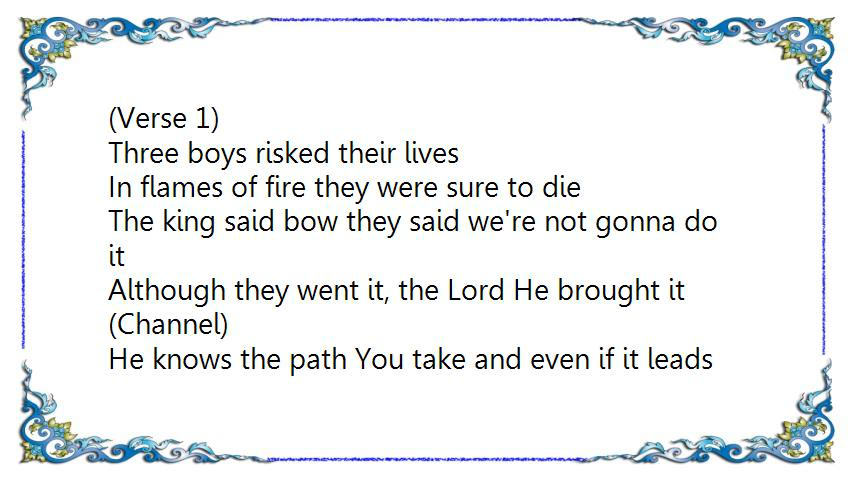 (Verse 1)
Three boys risked their lives
In flames of fire they were sure to die
The king said bow they said we're not gonna do
it
Although they went it, the Lord He brought it
(Channel)
He knows the path You take and even if it leads